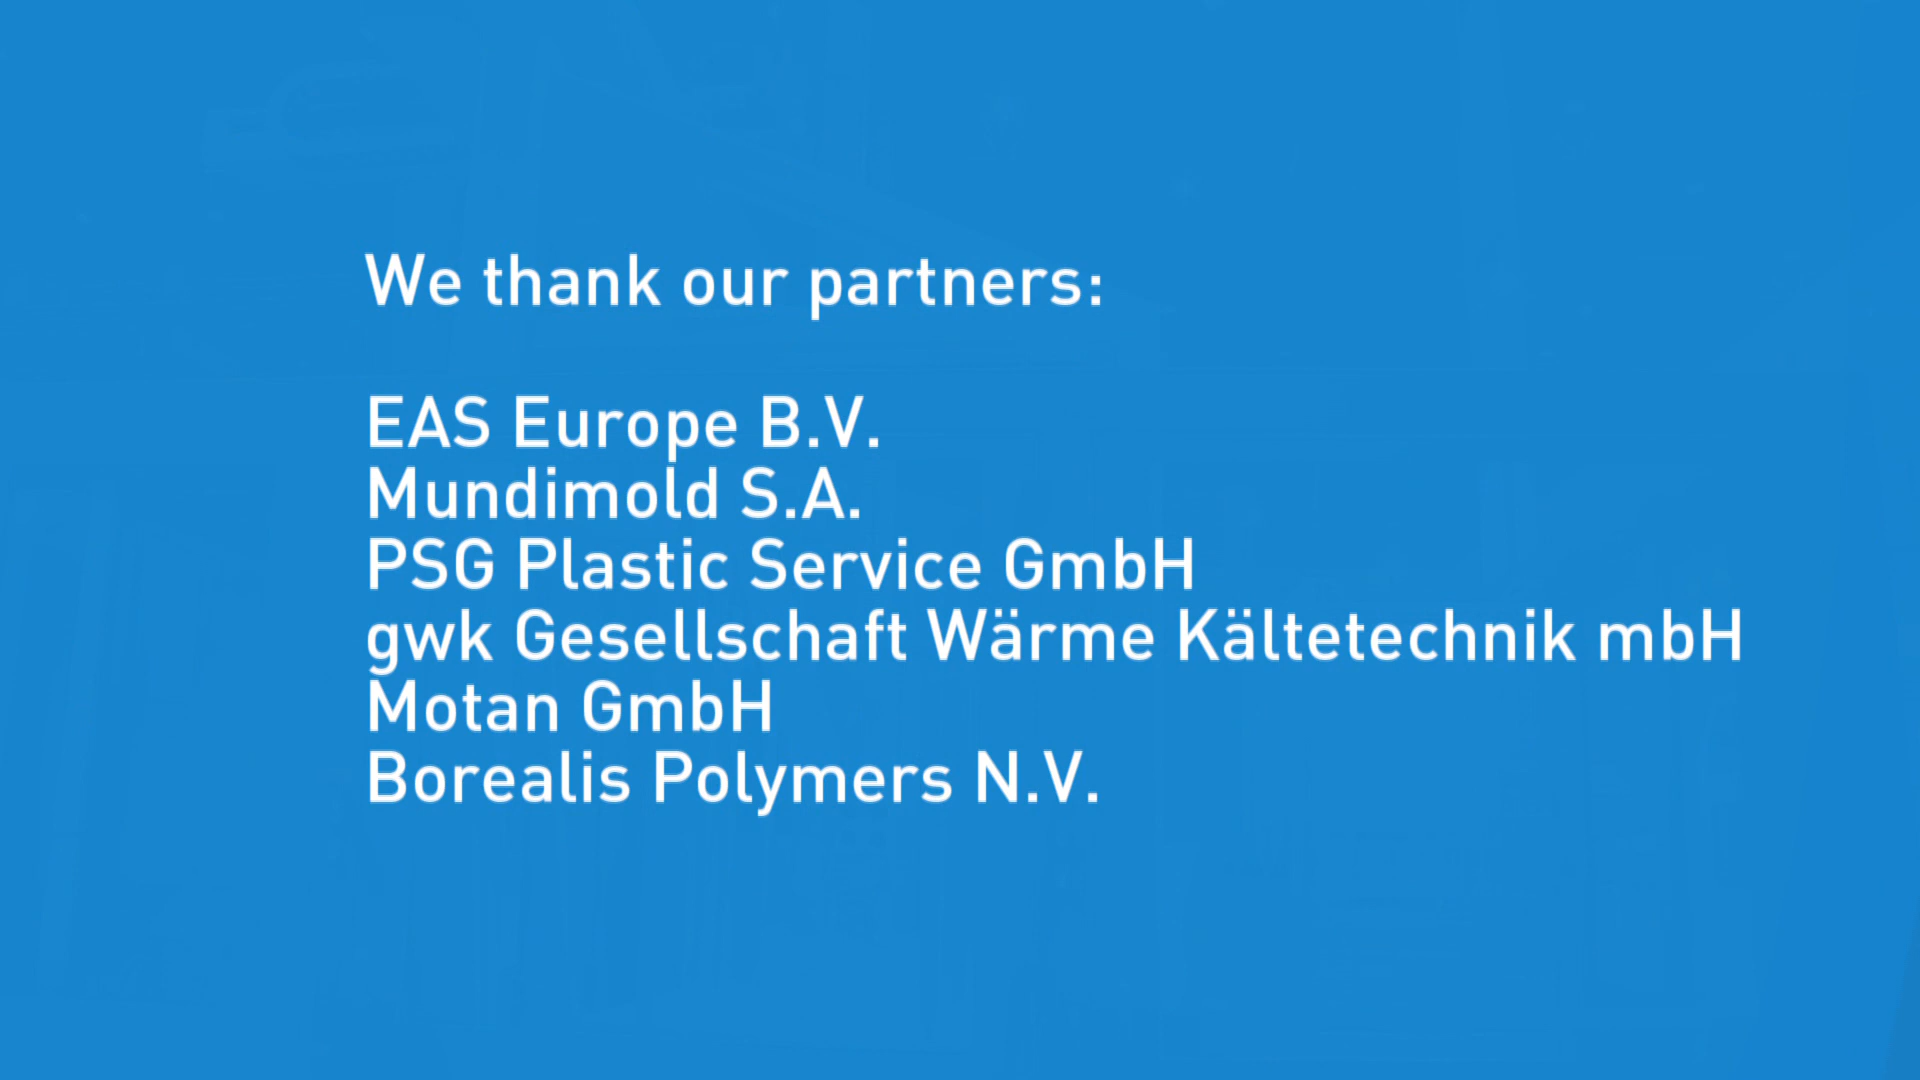 We thank our partners:
EAS Europe B.V.
Mundimold S.A.
PSG Plastic Service GmbH
gwk Gesellschaft Wärme Kältetechnik mbH
Motan GmbH
Borealis Polymers N.V.